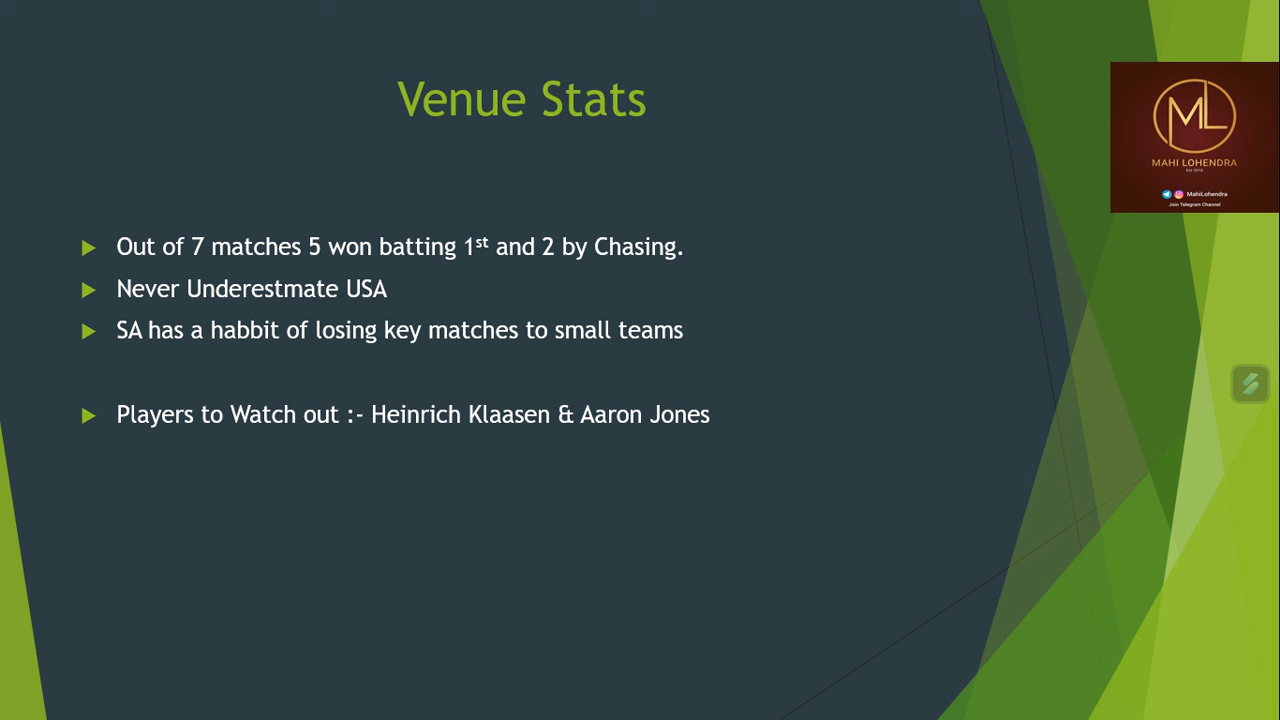 Venue Stats
ML
MAHI LOHENDRA
Est 2016
MahiLohendra
Join Telegram Channel
Out of 7 matches 5 won batting 1st and 2 by Chasing.
Never Underestmate USA
SA has a habbit of losing key matches to small teams
Players to Watch out :- Heinrich Klaasen & Aaron Jones